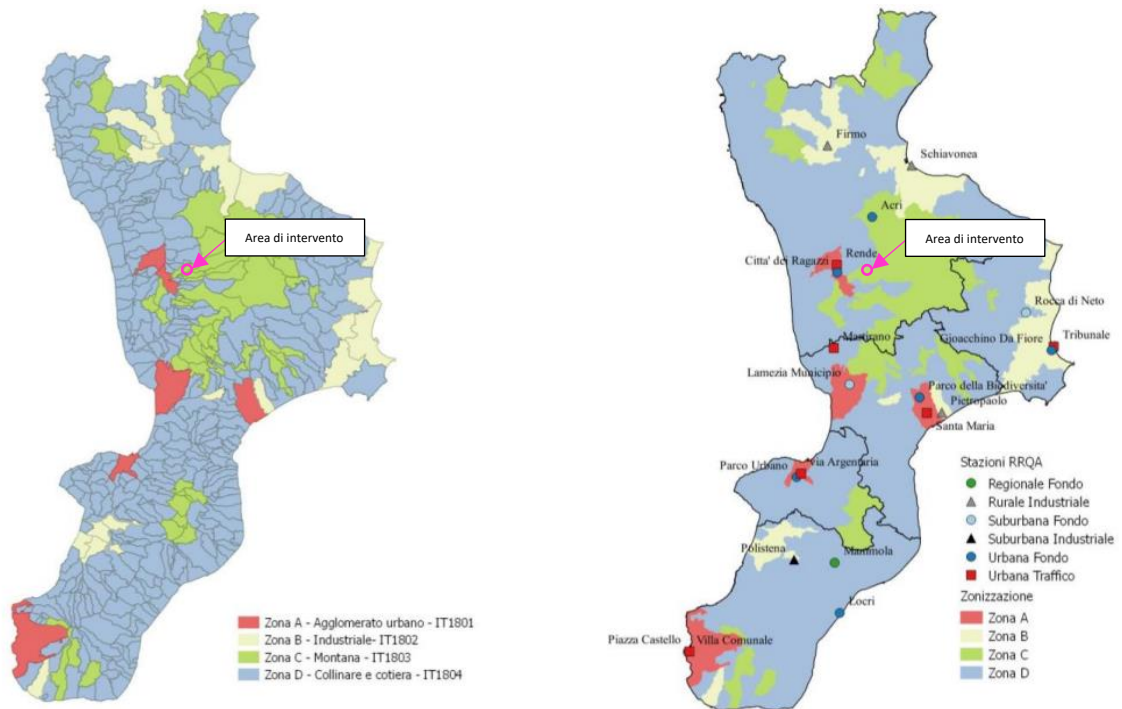 Area di intervento
Zona A - Agglomerato urbano - IT1801
Zona B - Industriale- IT1802
Zona C - Montana - IT1803
Zona D - Collinare e cotiera - IT1804
Firmo
Schiavonea
Acri
Area di intervento
Rende
Citta' dei Ragazzi
Rocca di Neto
Martirano
Gioacchino Da Fiore
Tribunale
Lamezia Municipio
Parco della Biodiversita'
Pietropaolo
Santa Maria
Parco Urbano
Via Argentaria
Stazioni RRQA
Regionale Fondo
Rurale Industriale
Suburbana Fondo
Suburbana Industriale
Urbana Fondo
Urbana Traffico
Polistena
Mammola
Locri
Piazza Castello
Villa Comunale
Zonizzazione
Zona A
Zona B
Zona C
Zona D